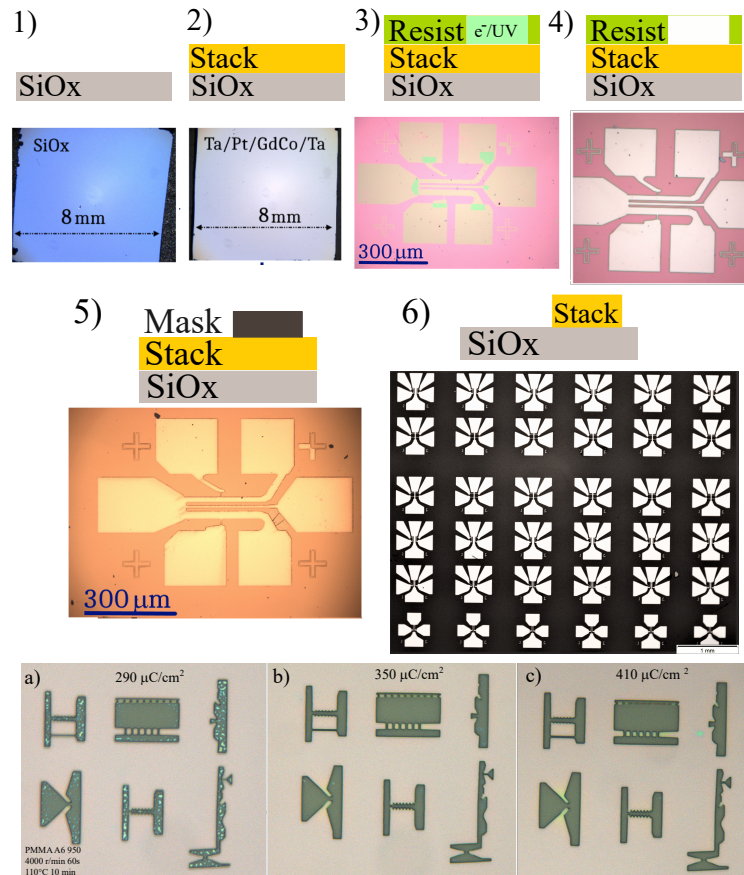 1)
2)
3)
4)
SiOx
Stack
SiOx
Resist e⁻/UV
Stack
SiOx
Resist
Stack
SiOx
SiOx
8 mm
Ta/Pt/GdCo/Ta
8 mm
300 μm
5)
Mask
Stack
SiOx
300 μm
6)
Stack
SiOx
1 mm
a) 290 μC/cm²
b) 350 μC/cm²
c) 410 μC/cm ²
PMMA A6 950
4000 r/min 60s
110°C 10 min